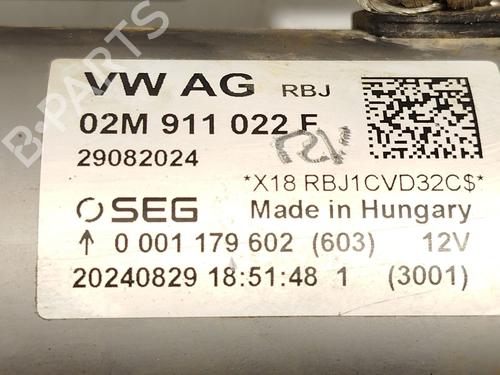 VW AG RBJ
02M 911 022 F
29082024
*X18 RBJ1CVD32C$*
SEG Made in Hungary
↑ 0 001 179 602 (603) 12V
20240829 18:51:48 1 (3001)
B-PARTS